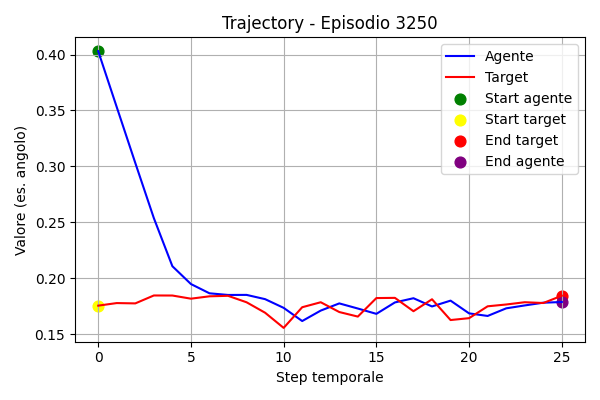 Trajectory - Episodio 3250
Valore (es. angolo)
0.40
0.35
0.30
0.25
0.20
0.15
Agente
Target
Start agente
Start target
End target
End agente
0 5 10 15 20 25
Step temporale